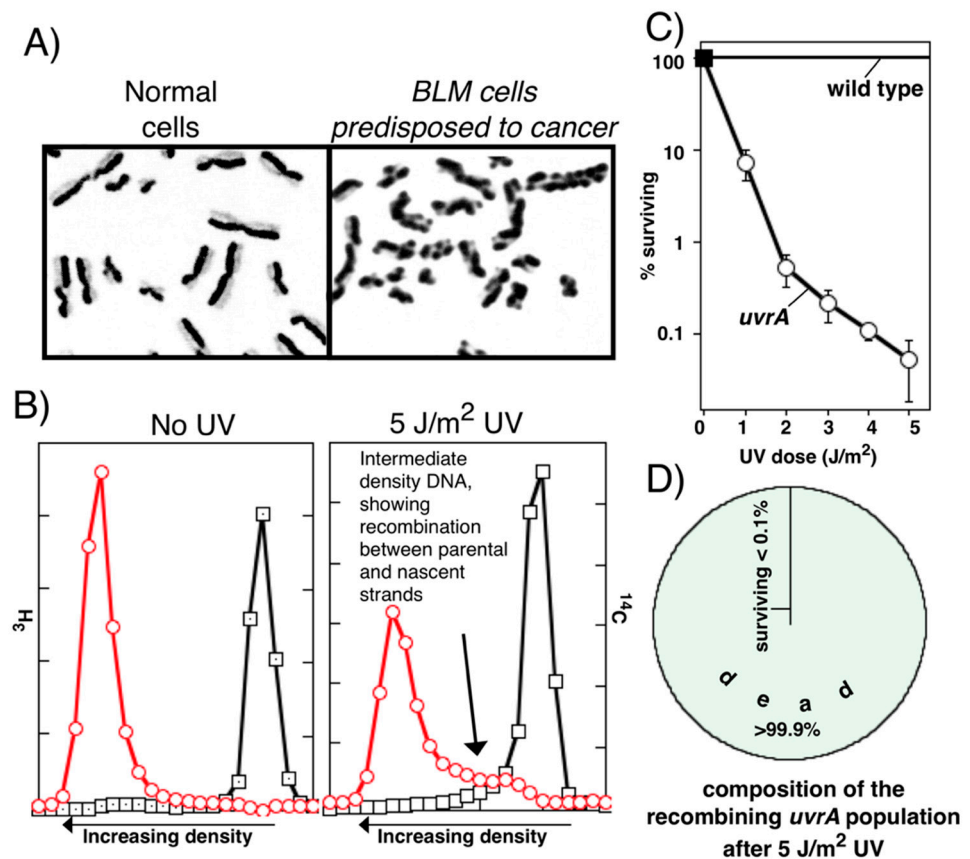 A)
Normal
cells
BLM cells
predisposed to cancer
B)
No UV
5 J/m² UV
Intermediate
density DNA,
showing
recombination
between parental
and nascent
strands
³H
¹⁴C
Increasing density
Increasing density
C)
100
10
1
0.1
% surviving
wild type
uvrA
0 1 2 3 4 5
UV dose (J/m²)
D)
surviving < 0.1%
dead
>99.9%
composition of the
recombining uvrA population
after 5 J/m² UV